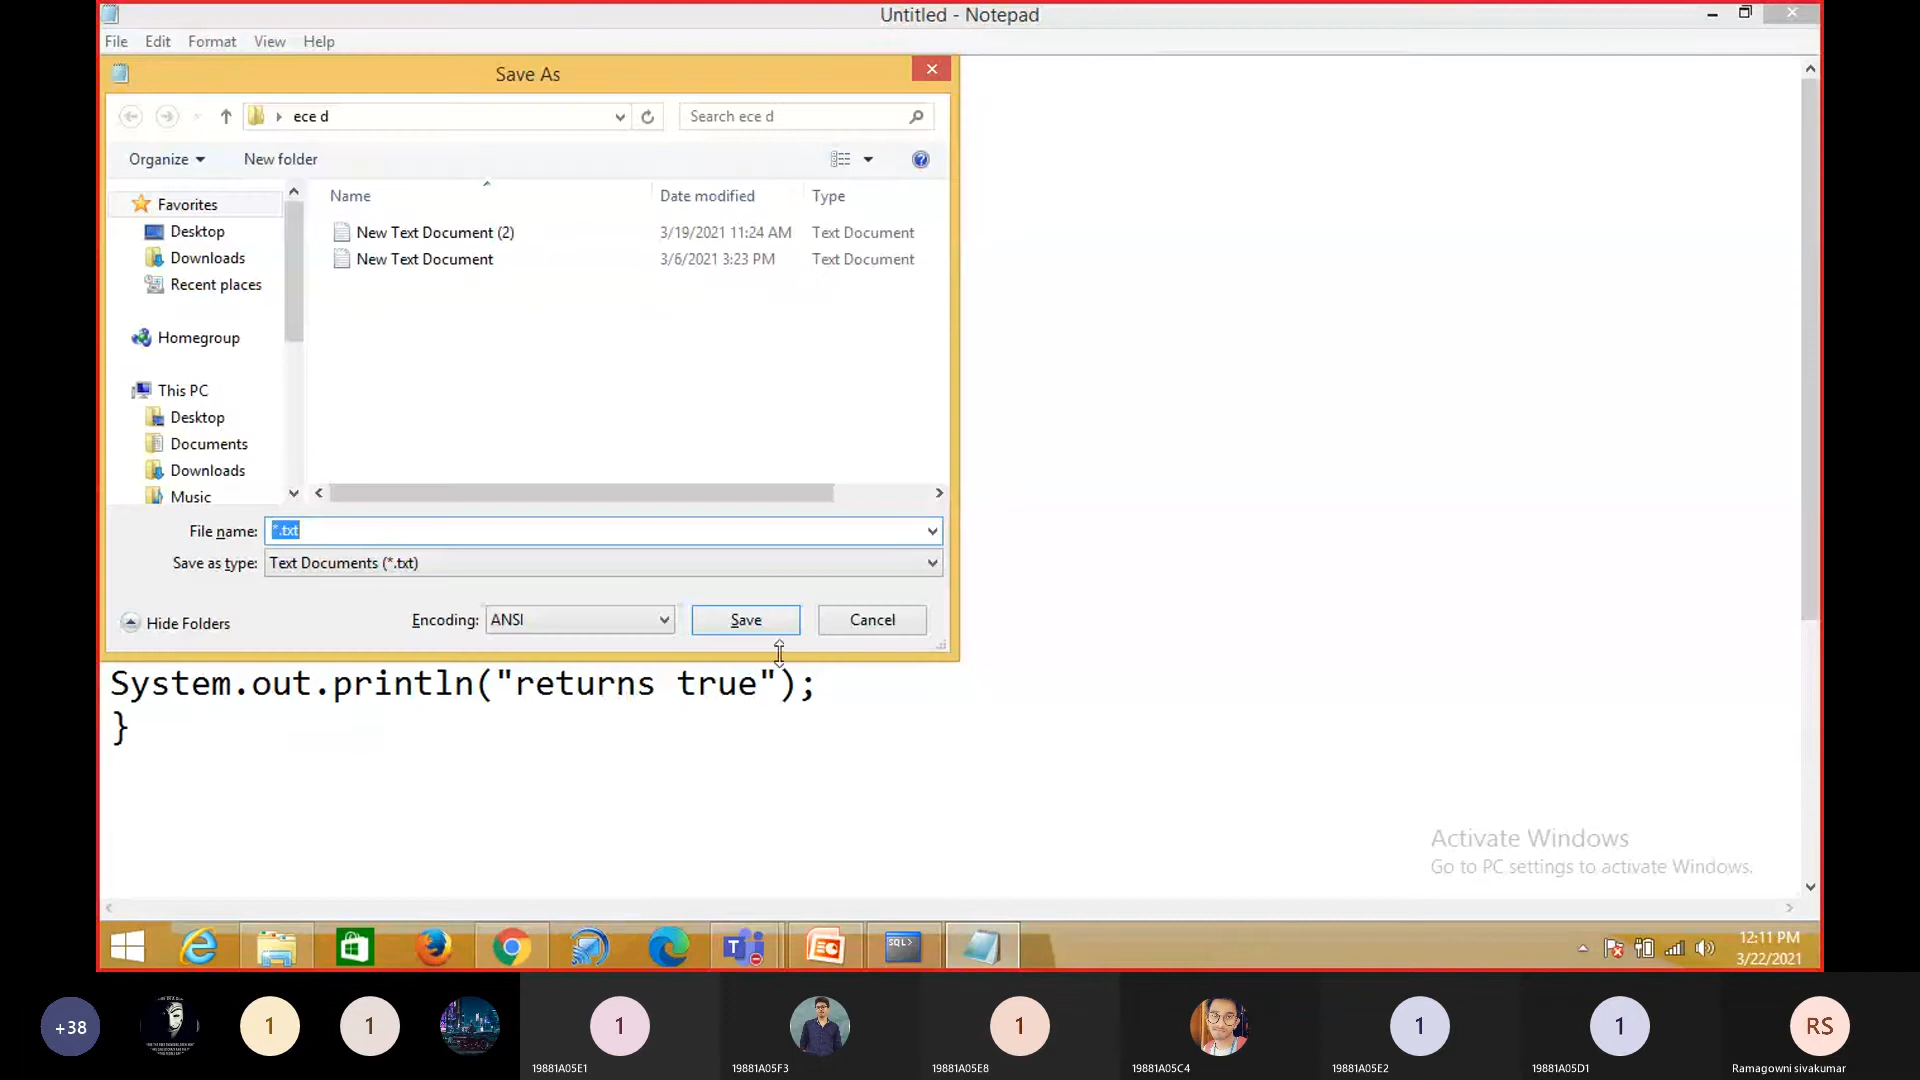 Untitled - Notepad
File Edit Format View Help
Save As
ece d
Search ece d
Organize New folder
Name Date modified Type
New Text Document (2) 3/19/2021 11:24 AM Text Document
New Text Document 3/6/2021 3:23 PM Text Document
Favorites
Desktop
Downloads
Recent places
Homegroup
This PC
Desktop
Documents
Downloads
Music
File name: *.txt
Save as type: Text Documents (*.txt)
Hide Folders
Encoding: ANSI
Save
Cancel
System.out.println("returns true");
}
Activate Windows
Go to PC settings to activate Windows.
SQL>
12:11 PM
3/22/2021
+38
1
1
1
1
1
1
RS
19881A05E1
19881A05F3
19881A05E8
19881A05C4
19881A05E2
19881A05D1
Ramagowni sivakumar